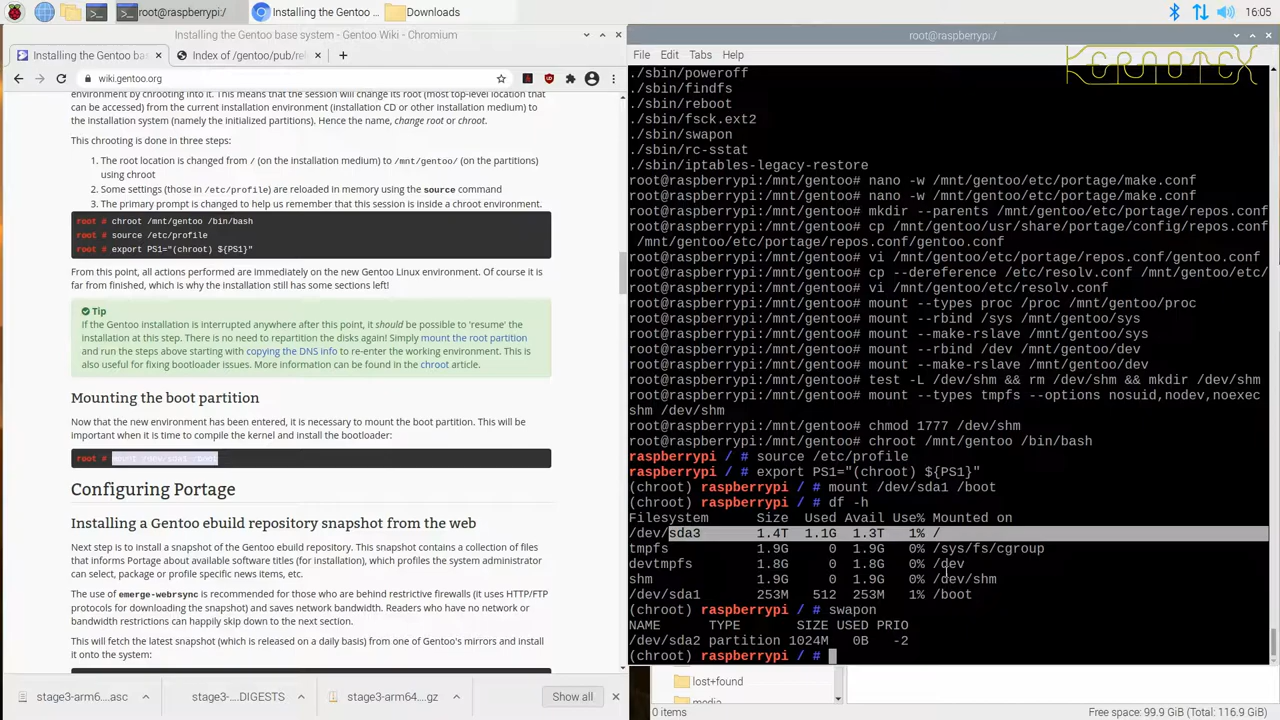 root@raspberrypi:/
Installing the Gentoo ...
Downloads
16:05
Installing the Gentoo base system - Gentoo Wiki - Chromium
Installing the Gentoo bas
Index of/gentoo/pub/rel
wiki.gentoo.org
environment by chrooting into it. This means that the session will change its root (most top-level location
that can be accessed) from the current installation environment (installation CD or other installation medium) to
the installation system (namely the initialized partitions). Hence the name, change root or chroot.
This chrooting is done in three steps:
1. The root location is changed from / (on the installation medium) to /mnt/gentoo/ (on the partitions)
using chroot
2. Some settings (those in /etc/profile) are reloaded in memory using the source command
3. The primary prompt is changed to help us remember that this session is inside a chroot environment.
root # chroot /mnt/gentoo /bin/bash
root # source /etc/profile
root # export PS1="(chroot) ${PS1}"
From this point, all actions performed are immediately on the new Gentoo Linux environment. Of course it is
far from finished, which is why the installation still has some sections left!
Tip
If the Gentoo installation is interrupted anywhere after this point, it should be possible to 'resume' the
installation at this step. There is no need to repartition the disks again! Simply mount the root partition
and run the steps above starting with copying the DNS info to re-enter the working environment. This is
also useful for fixing bootloader issues. More information can be found in the chroot article.
Mounting the boot partition
Now that the new environment has been entered, it is necessary to mount the boot partition. This will be
important when it is time to compile the kernel and install the bootloader:
root # mount /dev/sda1 /boot
Configuring Portage
Installing a Gentoo ebuild repository snapshot from the web
Next step is to install a snapshot of the Gentoo ebuild repository. This snapshot contains a collection of files
that informs Portage about available software titles (for installation), which profiles the system administrator
can select, package or profile specific news items, etc.
The use of emerge-webrsync is recommended for those who are behind restrictive firewalls (it uses HTTP/FTP
protocols for downloading the snapshot) and saves network bandwidth. Readers who have no network or
bandwidth restrictions can happily skip down to the next section.
This will fetch the latest snapshot (which is released on a daily basis) from one of Gentoo's mirrors and install
it onto the system:
stage3-arm6....asc
stage3-....DIGESTS
stage3-arm64....gz
Show all
root@raspberrypi:/
File Edit Tabs Help
KERNOTEX
./sbin/poweroff
./sbin/findfs
./sbin/reboot
./sbin/fsck.ext2
./sbin/swapon
./sbin/rc-sstat
./sbin/iptables-legacy-restore
root@raspberrypi:/mnt/gentoo# nano -w /mnt/gentoo/etc/portage/make.conf
root@raspberrypi:/mnt/gentoo# nano -w /mnt/gentoo/etc/portage/make.conf
root@raspberrypi:/mnt/gentoo# mkdir --parents /mnt/gentoo/etc/portage/repos.conf
root@raspberrypi:/mnt/gentoo# cp /mnt/gentoo/usr/share/portage/config/repos.conf
/mnt/gentoo/etc/portage/repos.conf/gentoo.conf
root@raspberrypi:/mnt/gentoo# vi /mnt/gentoo/etc/portage/repos.conf/gentoo.conf
root@raspberrypi:/mnt/gentoo# cp --dereference /etc/resolv.conf /mnt/gentoo/etc/
root@raspberrypi:/mnt/gentoo# vi /mnt/gentoo/etc/resolv.conf
root@raspberrypi:/mnt/gentoo# mount --types proc /proc /mnt/gentoo/proc
root@raspberrypi:/mnt/gentoo# mount --rbind /sys /mnt/gentoo/sys
root@raspberrypi:/mnt/gentoo# mount --make-rslave /mnt/gentoo/sys
root@raspberrypi:/mnt/gentoo# mount --rbind /dev /mnt/gentoo/dev
root@raspberrypi:/mnt/gentoo# mount --make-rslave /mnt/gentoo/dev
root@raspberrypi:/mnt/gentoo# test -L /dev/shm && rm /dev/shm && mkdir /dev/shm
root@raspberrypi:/mnt/gentoo# mount --types tmpfs --options nosuid,nodev,noexec
shm /dev/shm
root@raspberrypi:/mnt/gentoo# chmod 1777 /dev/shm
root@raspberrypi:/mnt/gentoo# chroot /mnt/gentoo /bin/bash
raspberrypi / # source /etc/profile
raspberrypi / # export PS1="(chroot) ${PS1}"
(chroot) raspberrypi / # mount /dev/sda1 /boot
(chroot) raspberrypi / # df -h
Filesystem Size Used Avail Use% Mounted on
/dev/sda3 1.4T 1.1G 1.3T 1% /
tmpfs 1.9G 0 1.9G 0% /sys/fs/cgroup
devtmpfs 1.8G 0 1.8G 0% /dev
shm 1.9G 0 1.9G 0% /dev/shm
/dev/sda1 253M 512 253M 1% /boot
(chroot) raspberrypi / # swapon
NAME TYPE SIZE USED PRIO
/dev/sda2 partition 1024M 0B -2
(chroot) raspberrypi / #
lost+found
media
0 items
Free space: 99.9 GiB (Total: 116.9 GiB)